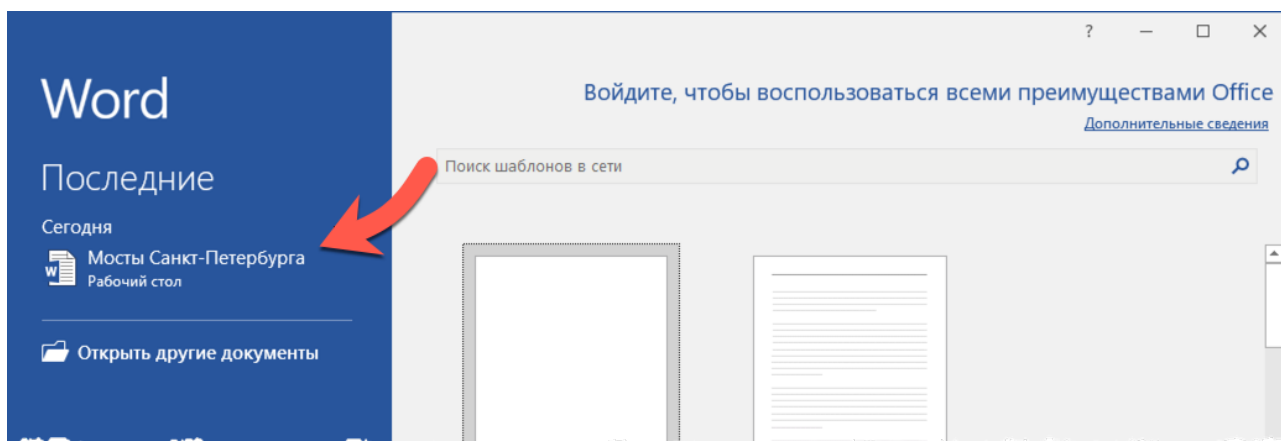 ?
Word
Войдите, чтобы воспользоваться всеми преимуществами Office
Дополнительные сведения
Последние
Поиск шаблонов в сети
Сегодня
Мосты Санкт-Петербурга
Рабочий стол
Открыть другие документы